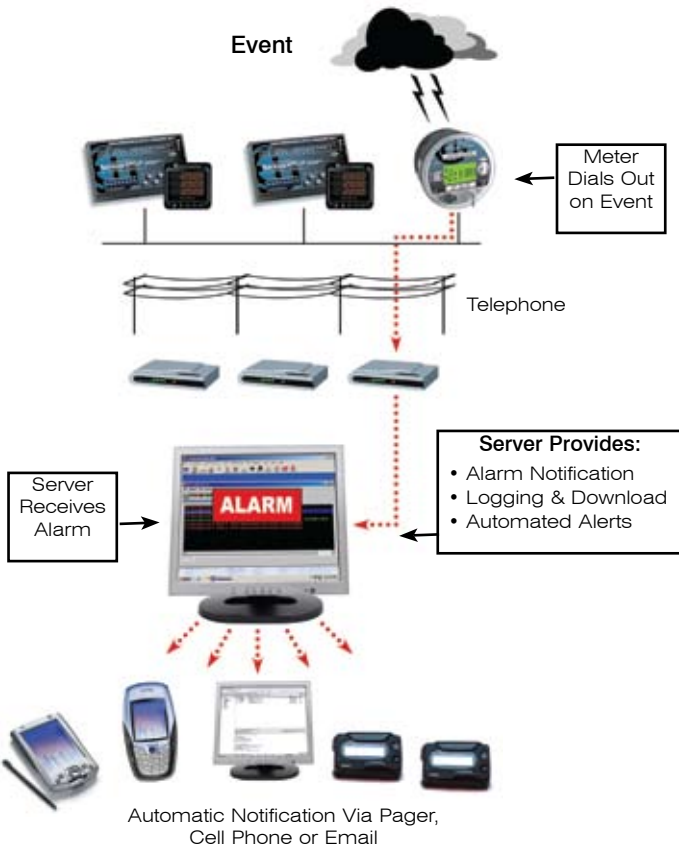 Event
Meter
Dials Out
on Event
Telephone
Server Provides:
• Alarm Notification
• Logging & Download
• Automated Alerts
Server
Receives
Alarm
ALARM
Automatic Notification Via Pager,
Cell Phone or Email